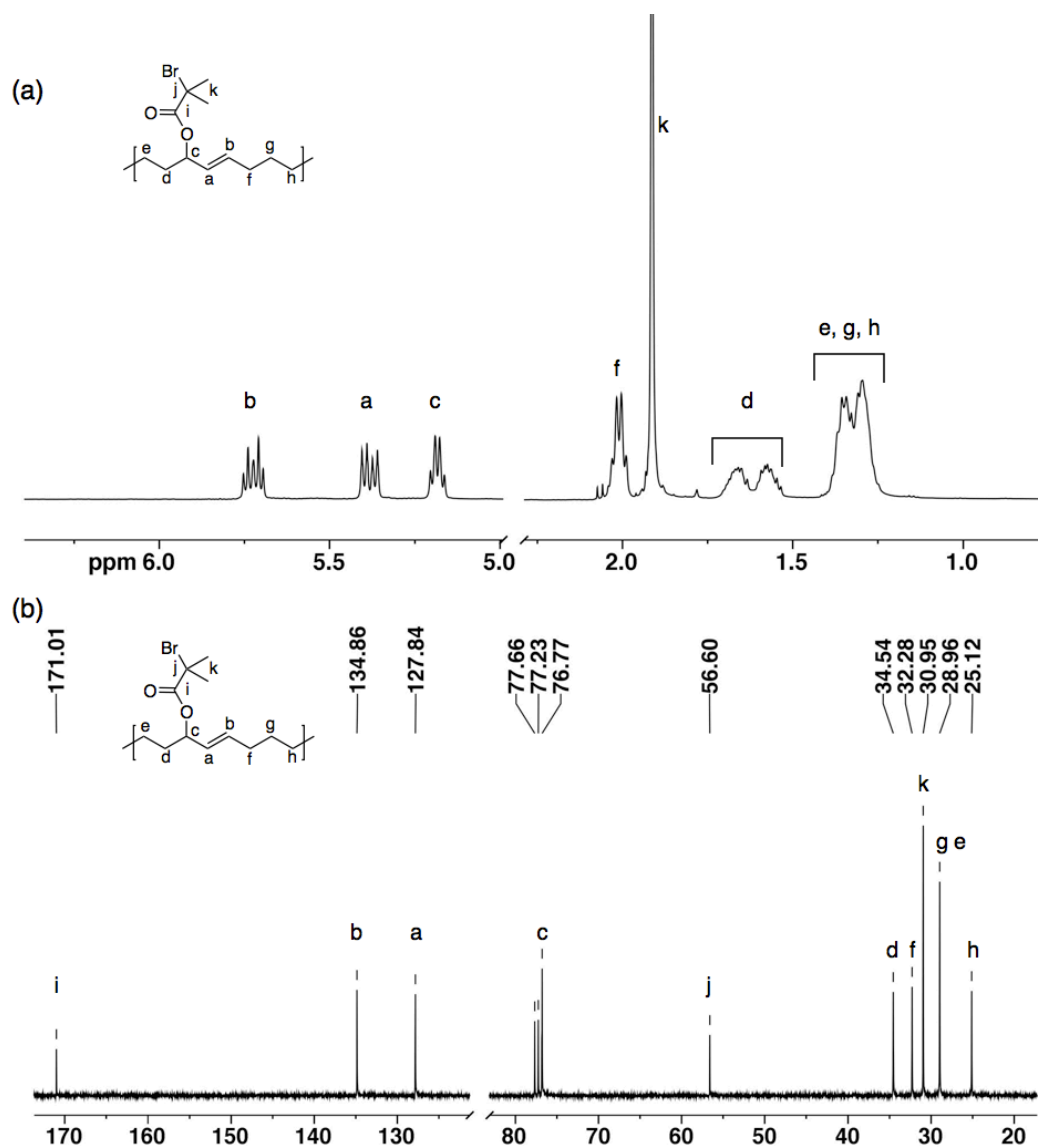 (a)
Br
j
k
i
O
O
e
c
b
g
d
a
f
h
k
e, g, h
f
d
b
a
c
ppm 6.0
5.5
5.0
2.0
1.5
1.0
(b)
171.01
134.86
127.84
77.66
77.23
76.77
56.60
34.54
32.28
30.95
28.96
25.12
Br
j
k
i
O
O
e
c
b
g
d
a
f
h
k
g e
b
a
c
d
f
h
i
j
170
160
150
140
130
80
70
60
50
40
30
20